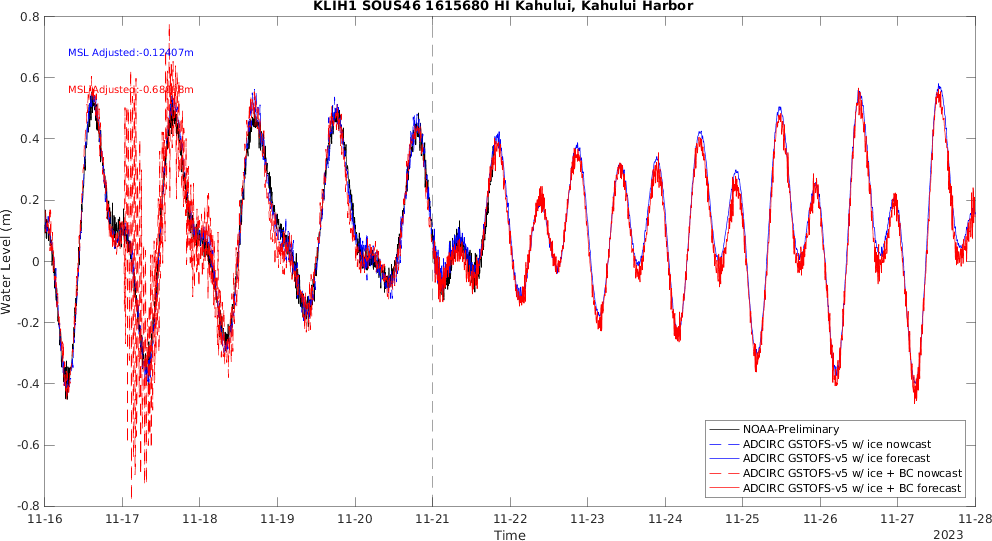 KLIH1 SOUS46 1615680 HI Kahului, Kahului Harbor
0.8
0.6
0.4
0.2
0
-0.2
-0.4
-0.6
-0.8
Water Level (m)
MSL Adjusted:-0.12407m
MSL Adjusted:
NOAA-Preliminary
ADCIRC GSTOFS-v5 w/ ice nowcast
ADCIRC GSTOFS-v5 w/ ice forecast
ADCIRC GSTOFS-v5 w/ ice + BC nowcast
ADCIRC GSTOFS-v5 w/ ice + BC forecast
11-16 11-17 11-18 11-19 11-20 11-21 11-22 11-23 11-24 11-25 11-26 11-27 11-28
Time
2023